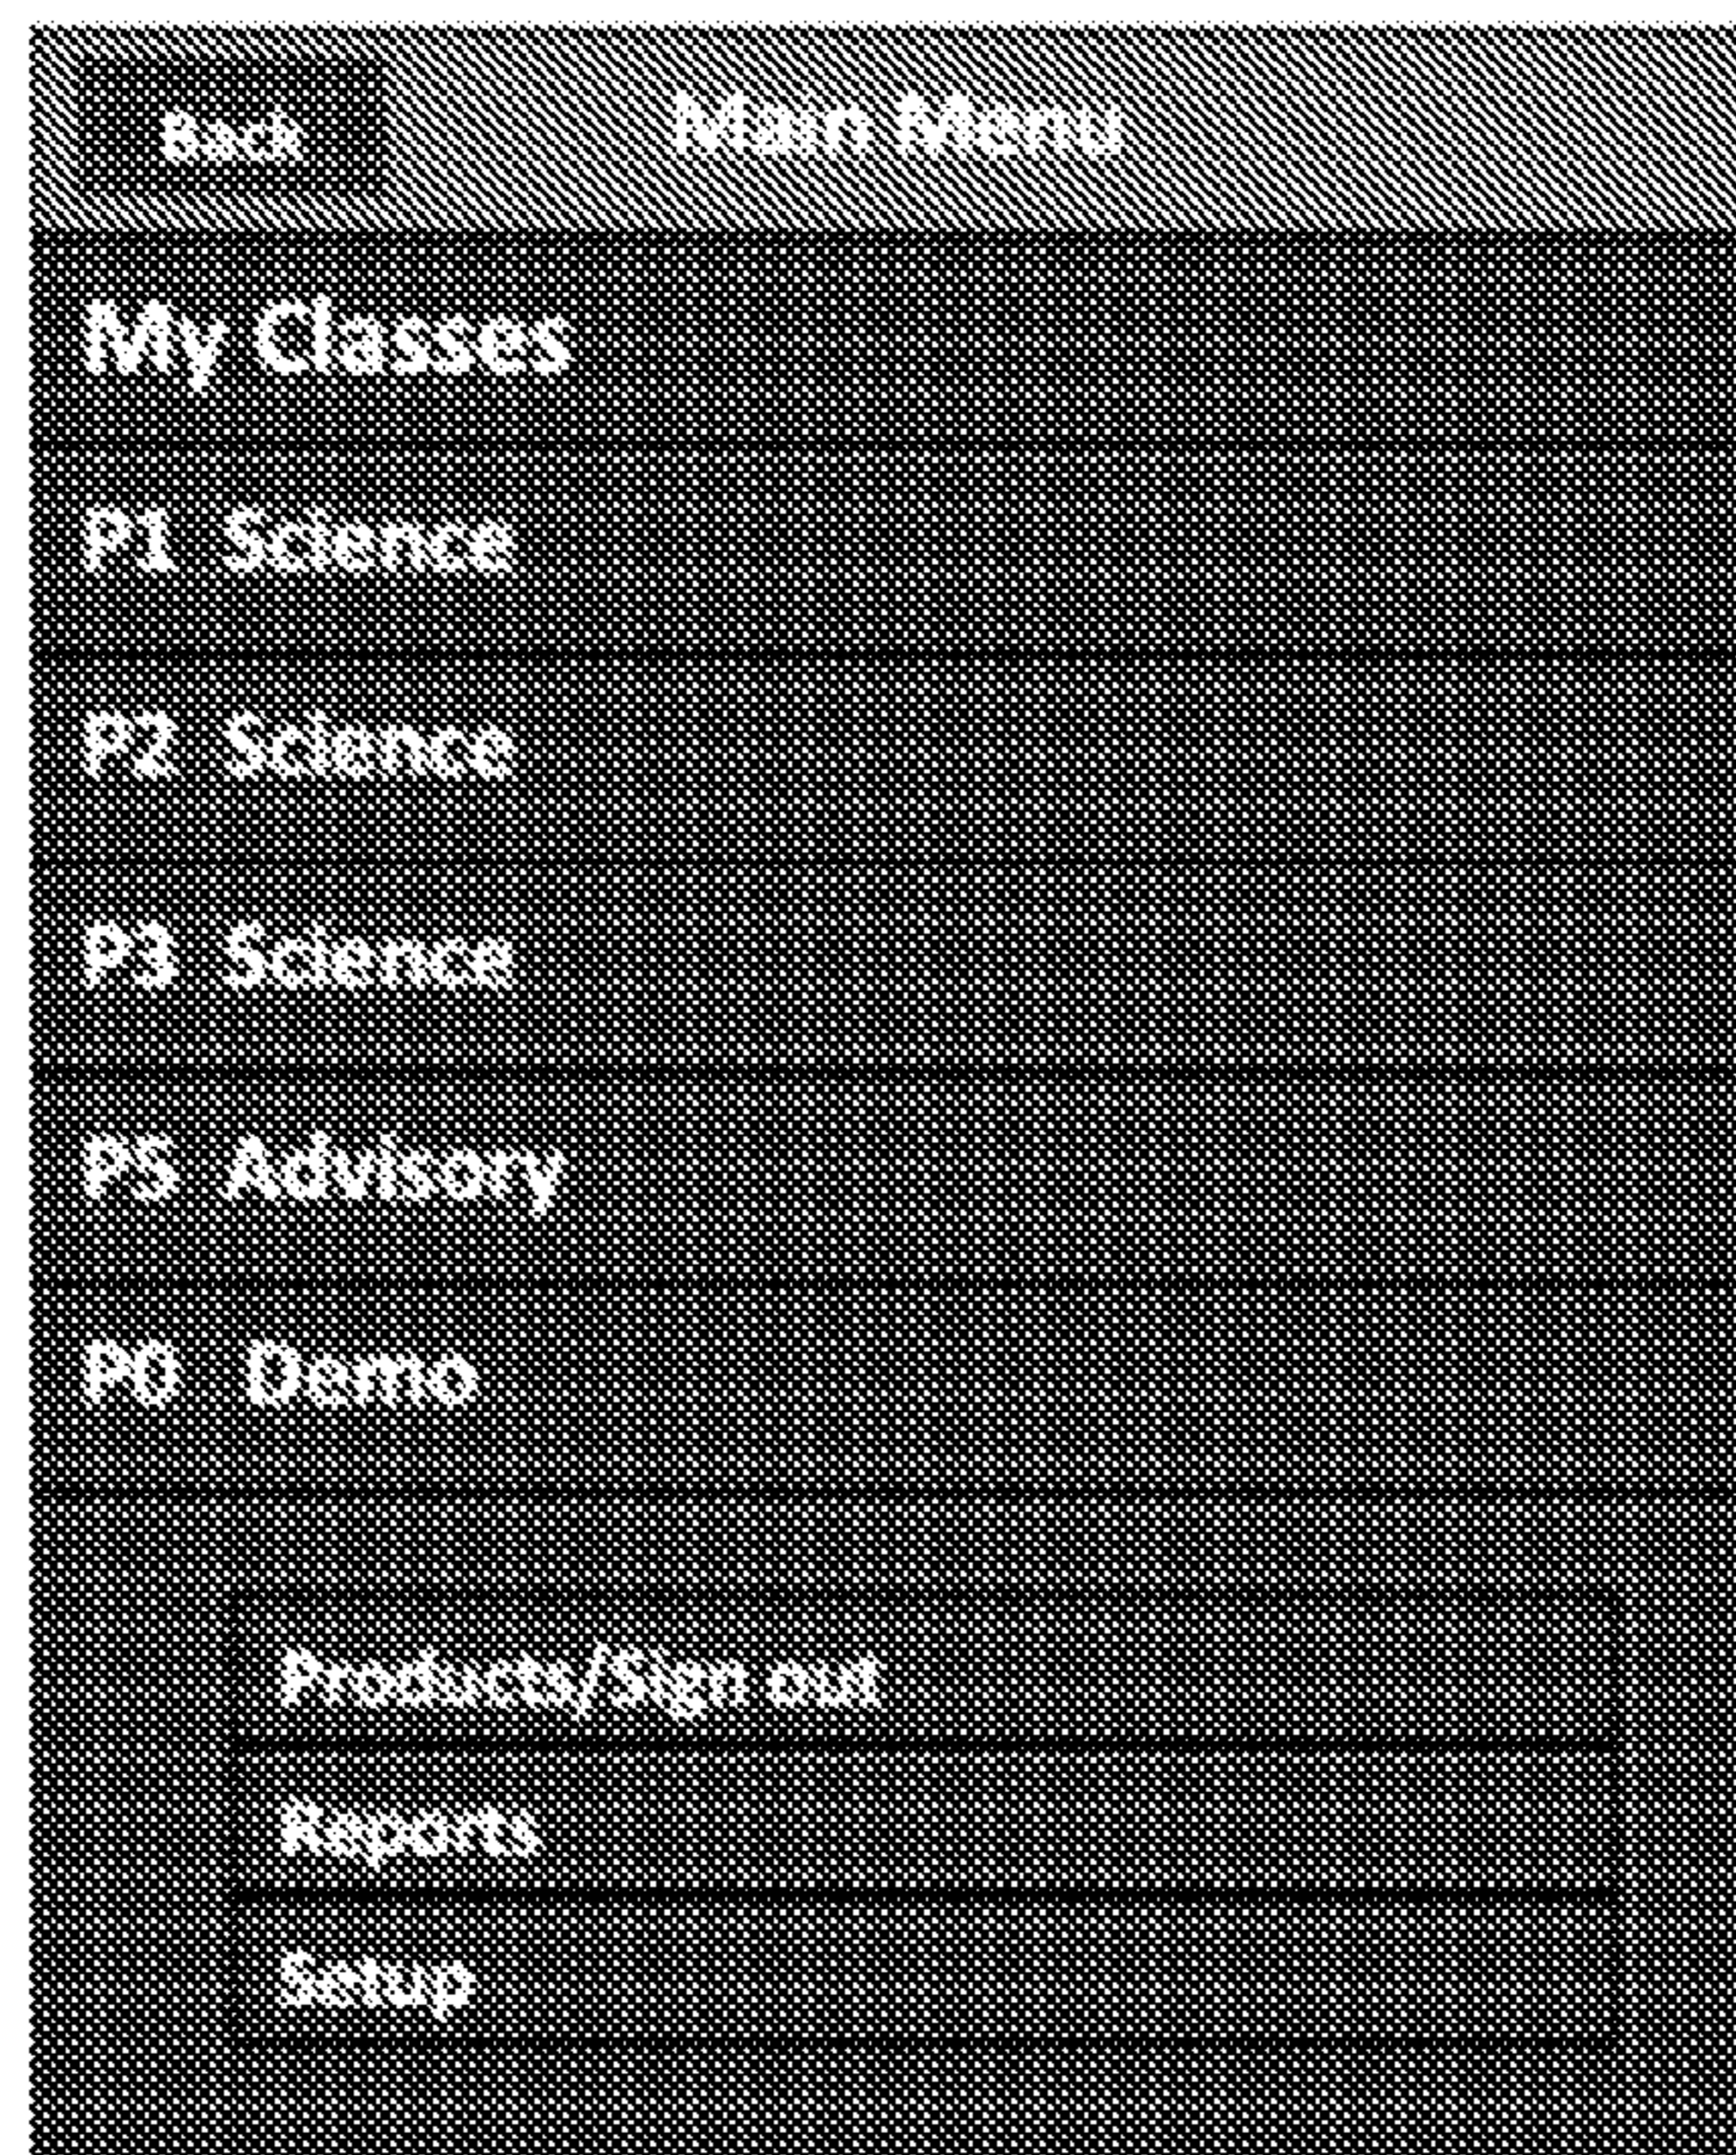 Back Main Menu
My Classes
P1 Science
P2 Science
P3 Science
P5 Advisory
P0 Demo
Products/Sign out
Reports
Setup